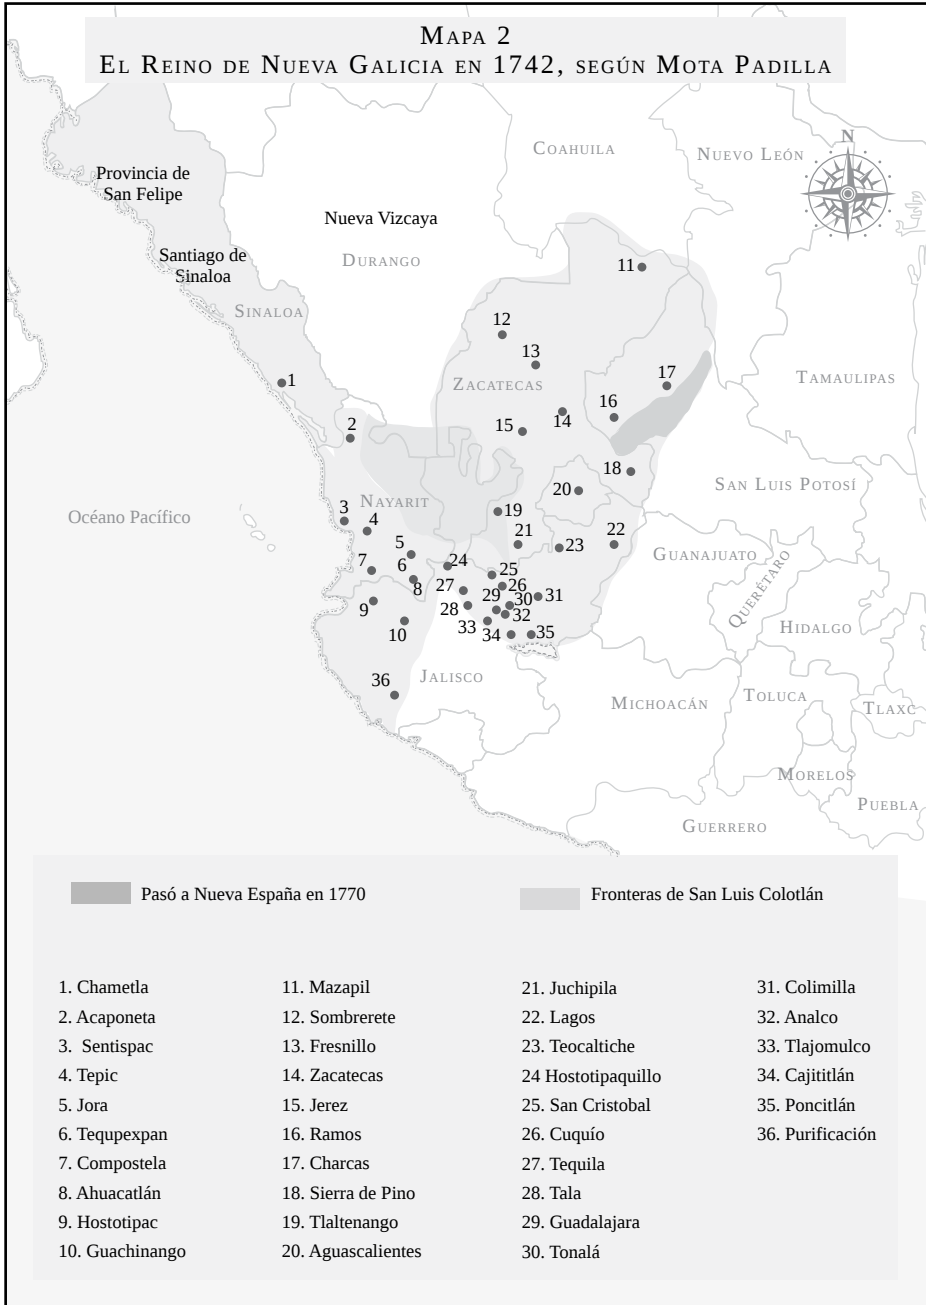 Mapa 2
El Reino de Nueva Galicia en 1742, según Mota Padilla
N
Coahuila
Nuevo León
Provincia de
San Felipe
Nueva Vizcaya
Durango
Santiago de
Sinaloa
Sinaloa
11
12
13
Zacatecas
17
Tamaulipas
1
16
14
15
2
18
San Luis Potosí
20
Nayarit
19
3
4
Océano Pacífico
21
22
23
5
Guanajuato
Querétaro
24
7
6
8
25
27
26
29
30
31
28
9
32
33
34
35
10
Hidalgo
36
Jalisco
Michoacán
Toluca
Tlaxc
Morelos
Puebla
Guerrero
Pasó a Nueva España en 1770
Fronteras de San Luis Colotlán
1. Chametla
2. Acaponeta
3. Sentispac
4. Tepic
5. Jora
6. Tequpexpan
7. Compostela
8. Ahuacatlán
9. Hostotipac
10. Guachinango
11. Mazapil
12. Sombrerete
13. Fresnillo
14. Zacatecas
15. Jerez
16. Ramos
17. Charcas
18. Sierra de Pino
19. Tlaltenango
20. Aguascalientes
21. Juchipila
22. Lagos
23. Teocaltiche
24 Hostotipaquillo
25. San Cristobal
26. Cuquío
27. Tequila
28. Tala
29. Guadalajara
30. Tonalá
31. Colimilla
32. Analco
33. Tlajomulco
34. Cajititlán
35. Poncitlán
36. Purificación